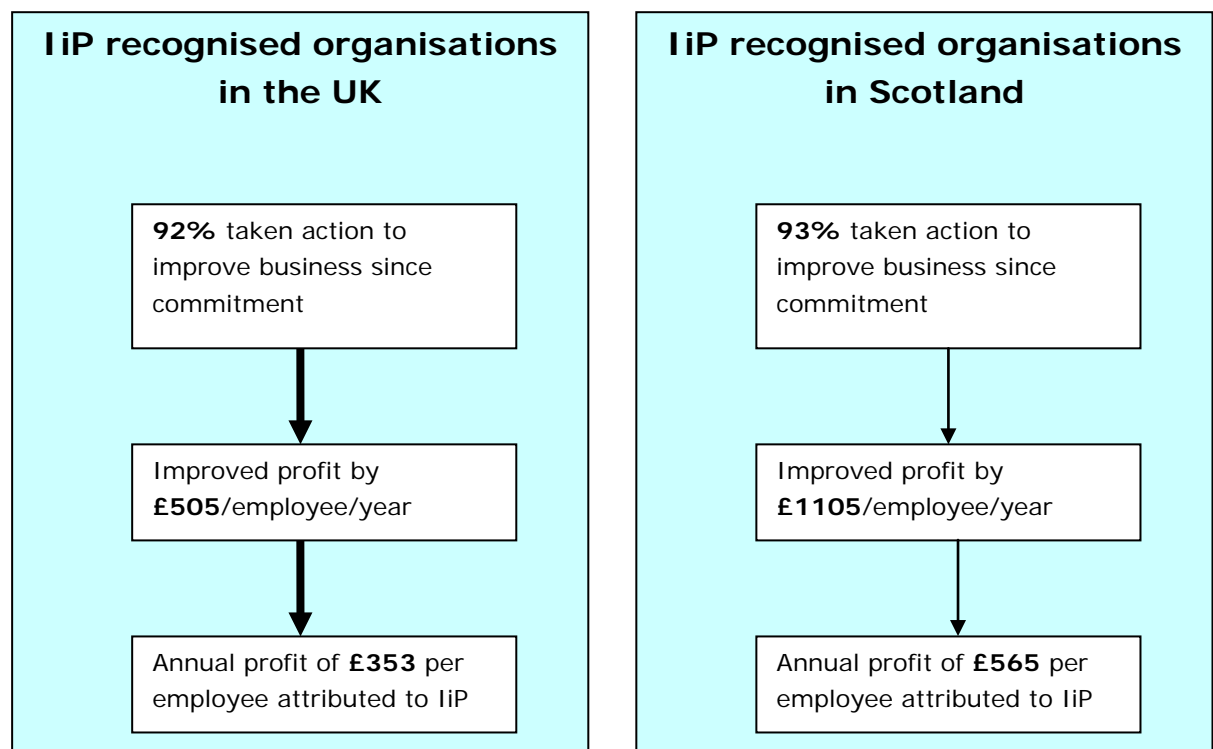 IiP recognised organisations
in the UK
92% taken action to
improve business since
commitment
Improved profit by
£505/employee/year
Annual profit of £353 per
employee attributed to IiP
IiP recognised organisations
in Scotland
93% taken action to
improve business since
commitment
Improved profit by
£1105/employee/year
Annual profit of £565 per
employee attributed to IiP